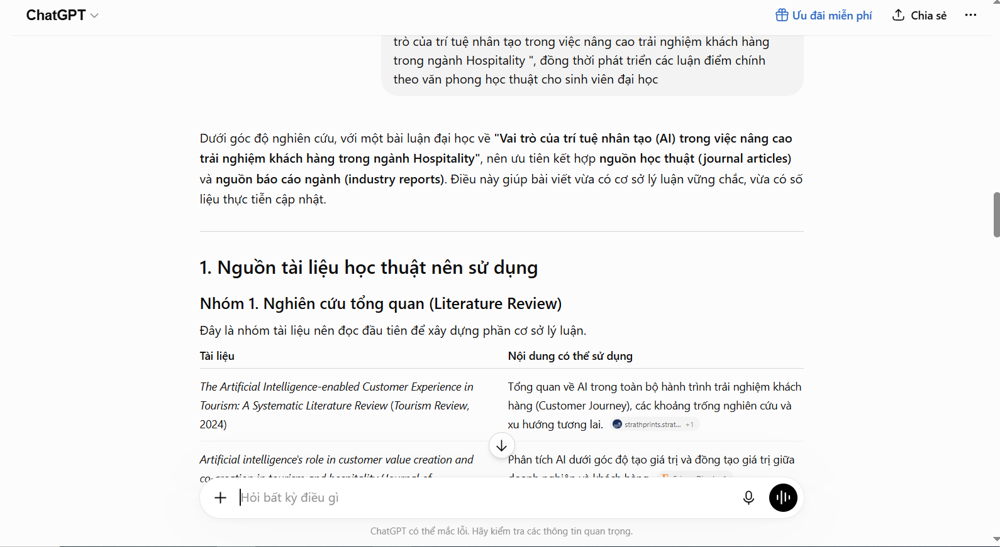 ChatGPT
Ưu đãi miễn phí
Chia sẻ
trò của trí tuệ nhân tạo trong việc nâng cao trải nghiệm khách hàng
trong ngành Hospitality ", đồng thời phát triển các luận điểm chính
theo văn phong học thuật cho sinh viên đại học
Dưới góc độ nghiên cứu, với một bài luận đại học về "Vai trò của trí tuệ nhân tạo (AI) trong việc nâng cao
trải nghiệm khách hàng trong ngành Hospitality", nên ưu tiên kết hợp nguồn học thuật (journal articles)
và nguồn báo cáo ngành (industry reports). Điều này giúp bài viết vừa có cơ sở lý luận vững chắc, vừa có số
liệu thực tiễn cập nhật.
1. Nguồn tài liệu học thuật nên sử dụng
Nhóm 1. Nghiên cứu tổng quan (Literature Review)
Đây là nhóm tài liệu nên đọc đầu tiên để xây dựng phần cơ sở lý luận.
Tài liệu
Nội dung có thể sử dụng
The Artificial Intelligence-enabled Customer Experience in
Tourism: A Systematic Literature Review (Tourism Review,
2024)
Tổng quan về AI trong toàn bộ hành trình trải nghiệm khách
hàng (Customer Journey), các khoảng trống nghiên cứu và
xu hướng tương lai. strathprints.strat... +1
Artificial intelligence's role in customer value creation and
co-creation in tourism and hospitality (Journal of
Phân tích AI dưới góc độ tạo giá trị và đồng tạo giá trị giữa
doanh nghiệp và khách hàng.
Hỏi bất kỳ điều gì
ChatGPT có thể mắc lỗi. Hãy kiểm tra các thông tin quan trọng.